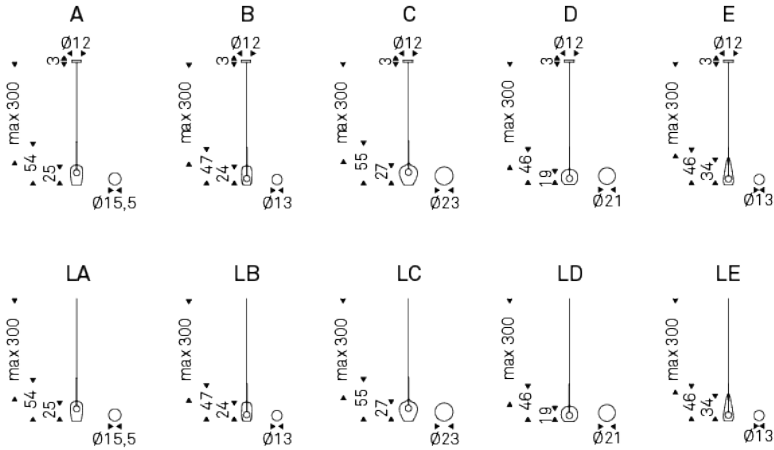 A B C D E
Ø12 Ø12 Ø12 Ø12 Ø12
3 3 3 3 3
max 300 max 300 max 300 max 300 max 300
54 25 47 24 55 27 46 19 46 34
Ø15,5 Ø13 Ø23 Ø21 Ø13
LA LB LC LD LE
max 300 max 300 max 300 max 300 max 300
54 25 47 24 55 27 46 19 46 34
Ø15,5 Ø13 Ø23 Ø21 Ø13